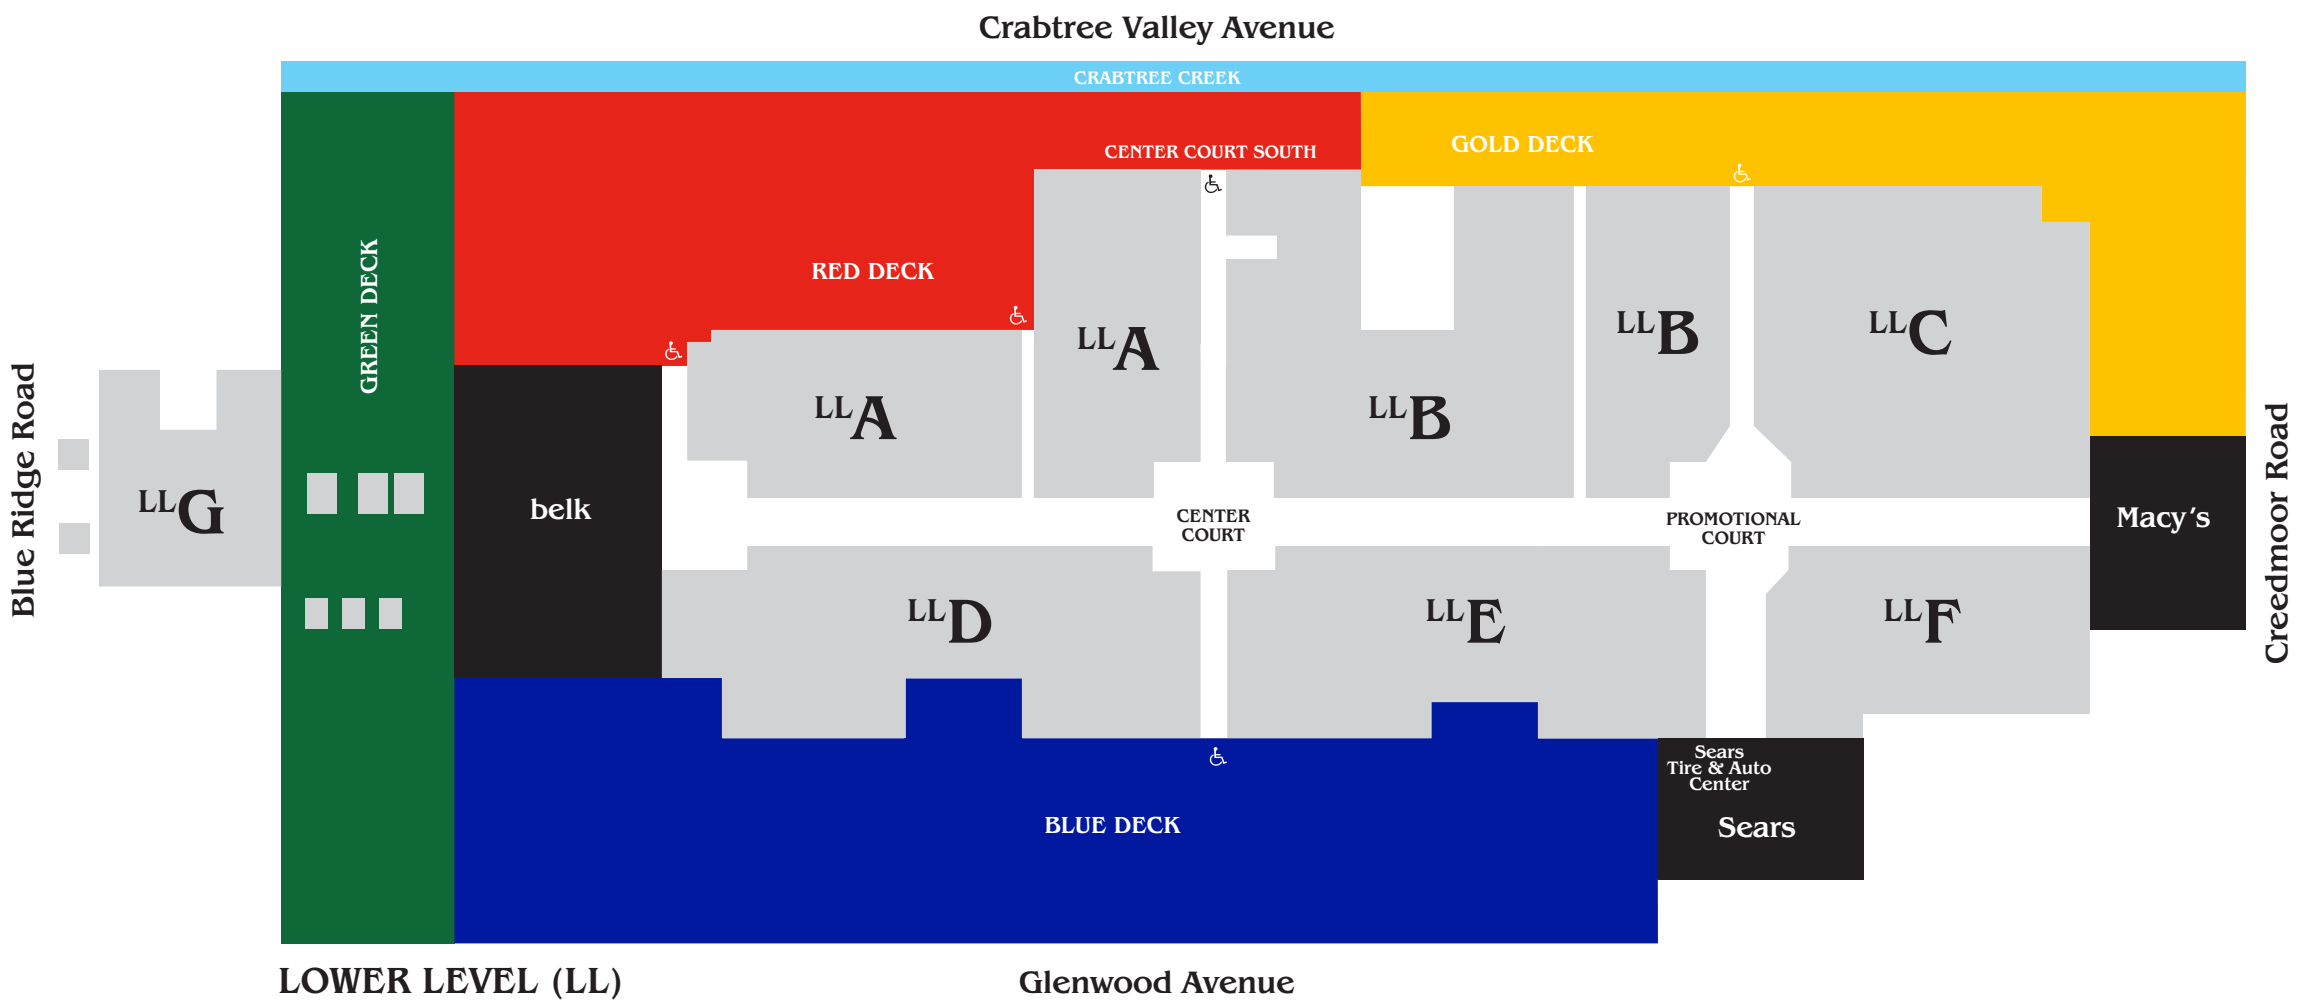 Crabtree Valley Avenue
CRABTREE CREEK
CENTER COURT SOUTH
GOLD DECK
RED DECK
GREEN DECK
Blue Ridge Road
LLA
LLA
LLB
LLB
LLC
LLG
belk
CENTER
COURT
PROMOTIONAL
COURT
Macy's
Creedmoor Road
LLD
LLE
LLF
Sears
Tire & Auto
Center
Sears
BLUE DECK
LOWER LEVEL (LL)
Glenwood Avenue